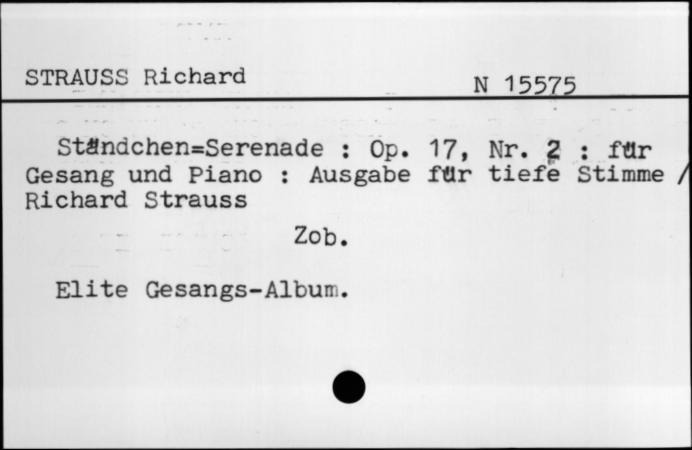 STRAUSS Richard
N 15575
Ständchen=Serenade : Op. 17, Nr. 2 : für
Gesang und Piano : Ausgabe für tiefe Stimme /
Richard Strauss
Zob.
Elite Gesangs-Album.